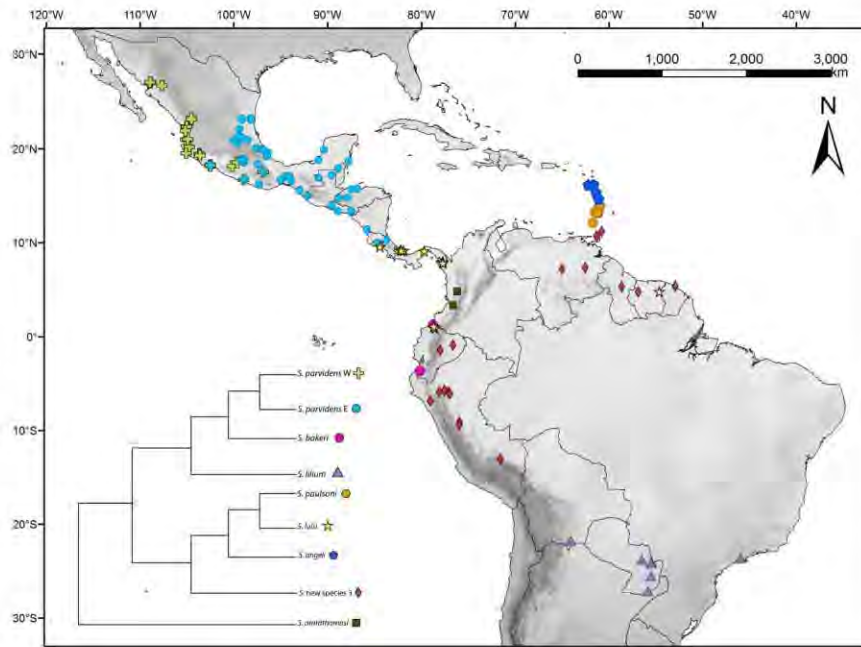 120°W 110°W 100°W 90°W 80°W 70°W 60°W 50°W 40°W
30°N
0 1,000 2,000 3,000
km
N
20°N
10°N
0°
S. parvidens W
S. parvidens E
S. bakeri
10°S
S. lilium
S. paulsoni
S. luisi
20°S
S. angeli
S. new species 3
30°S